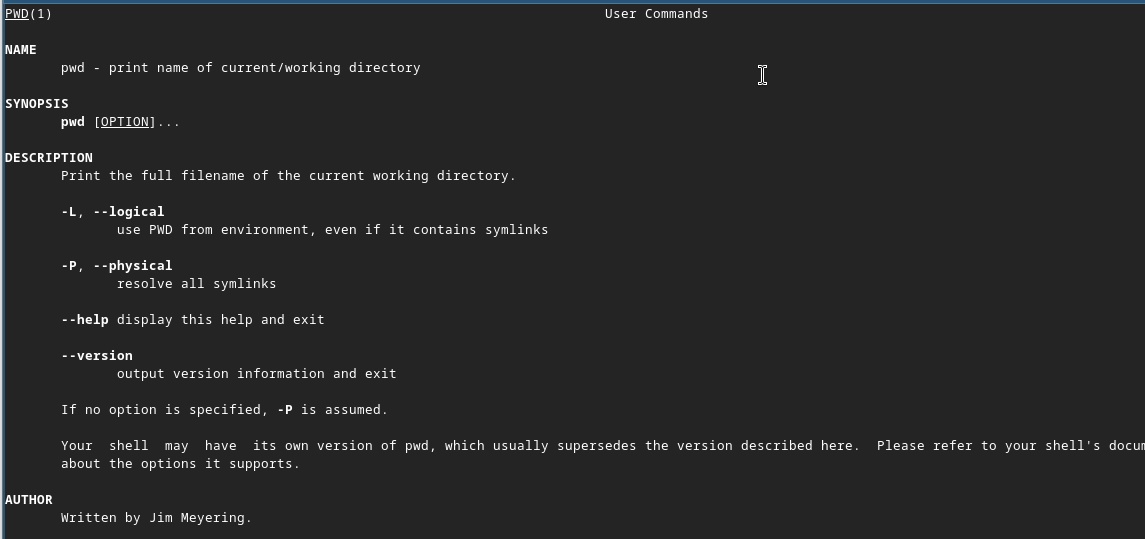 PWD(1) User Commands
NAME
pwd - print name of current/working directory
SYNOPSIS
pwd [OPTION]...
DESCRIPTION
Print the full filename of the current working directory.
-L, --logical
use PWD from environment, even if it contains symlinks
-P, --physical
resolve all symlinks
--help display this help and exit
--version
output version information and exit
If no option is specified, -P is assumed.
Your shell may have its own version of pwd, which usually supersedes the version described here. Please refer to your shell's docum
about the options it supports.
AUTHOR
Written by Jim Meyering.